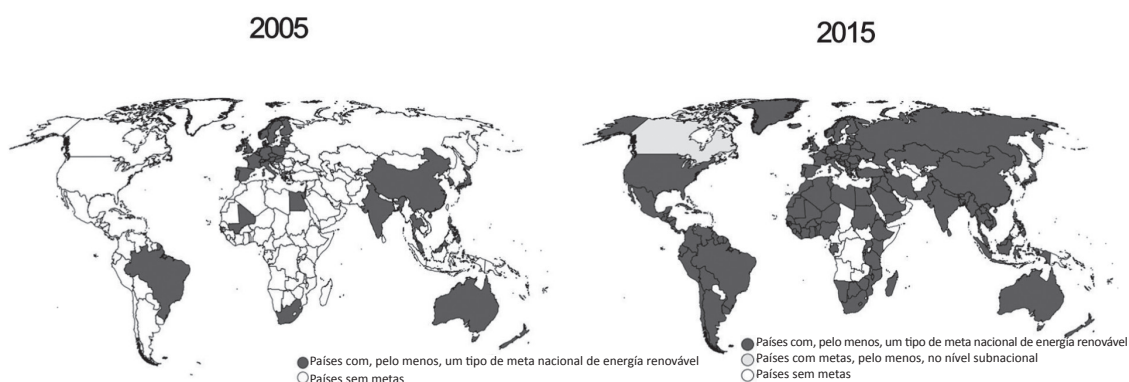 2005
2015
Países com, pelo menos, um tipo de meta nacional de energía renovável
Países sem metas
Países com, pelo menos, um tipo de meta nacional de energía renovável
Países com metas, pelo menos, no nível subnacional
Países sem metas